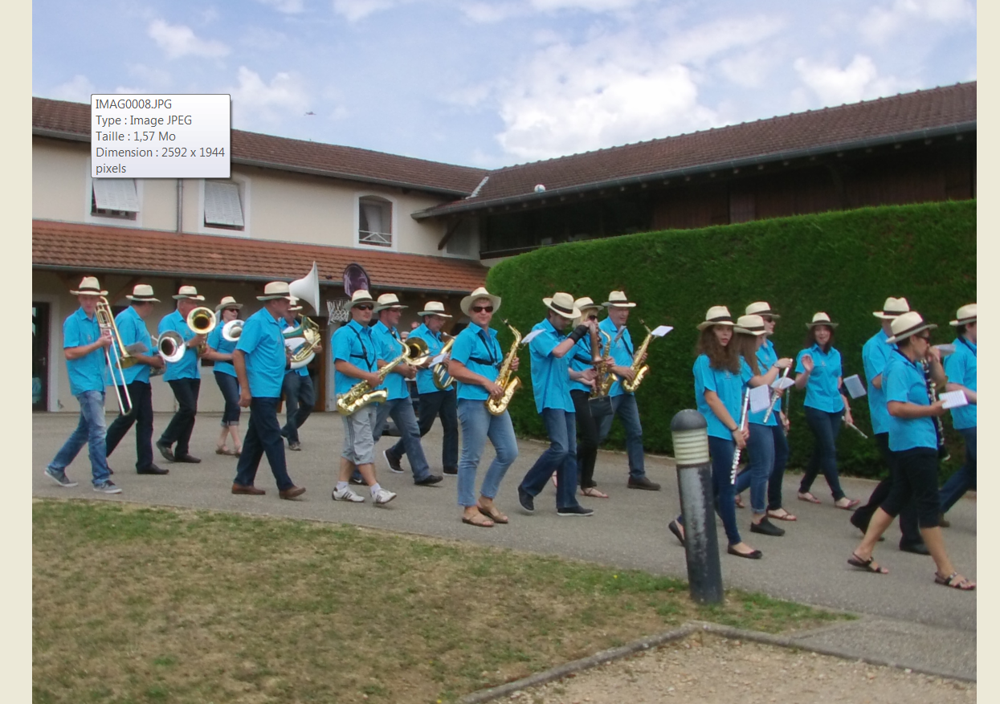 IMAG0008.JPG
Type : Image JPEG
Taille : 1,57 Mo
Dimension : 2592 x 1944
pixels